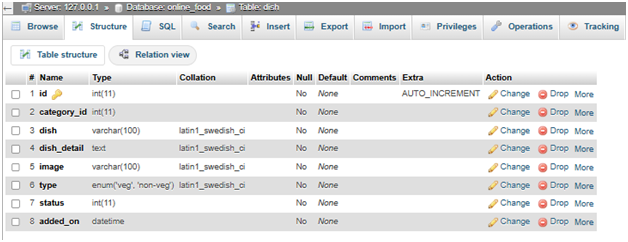 Server: 127.0.0.1 » Database: online_food » Table: dish
Browse Structure SQL Search Insert Export Import Privileges Operations Tracking
Table structure Relation view
# Name Type Collation Attributes Null Default Comments Extra Action
1 id int(11) No None AUTO_INCREMENT Change Drop More
2 category_id int(11) No None Change Drop More
3 dish varchar(100) latin1_swedish_ci No None Change Drop More
4 dish_detail text latin1_swedish_ci No None Change Drop More
5 image varchar(100) latin1_swedish_ci No None Change Drop More
6 type enum('veg', 'non-veg') latin1_swedish_ci No None Change Drop More
7 status int(11) No None Change Drop More
8 added_on datetime No None Change Drop More